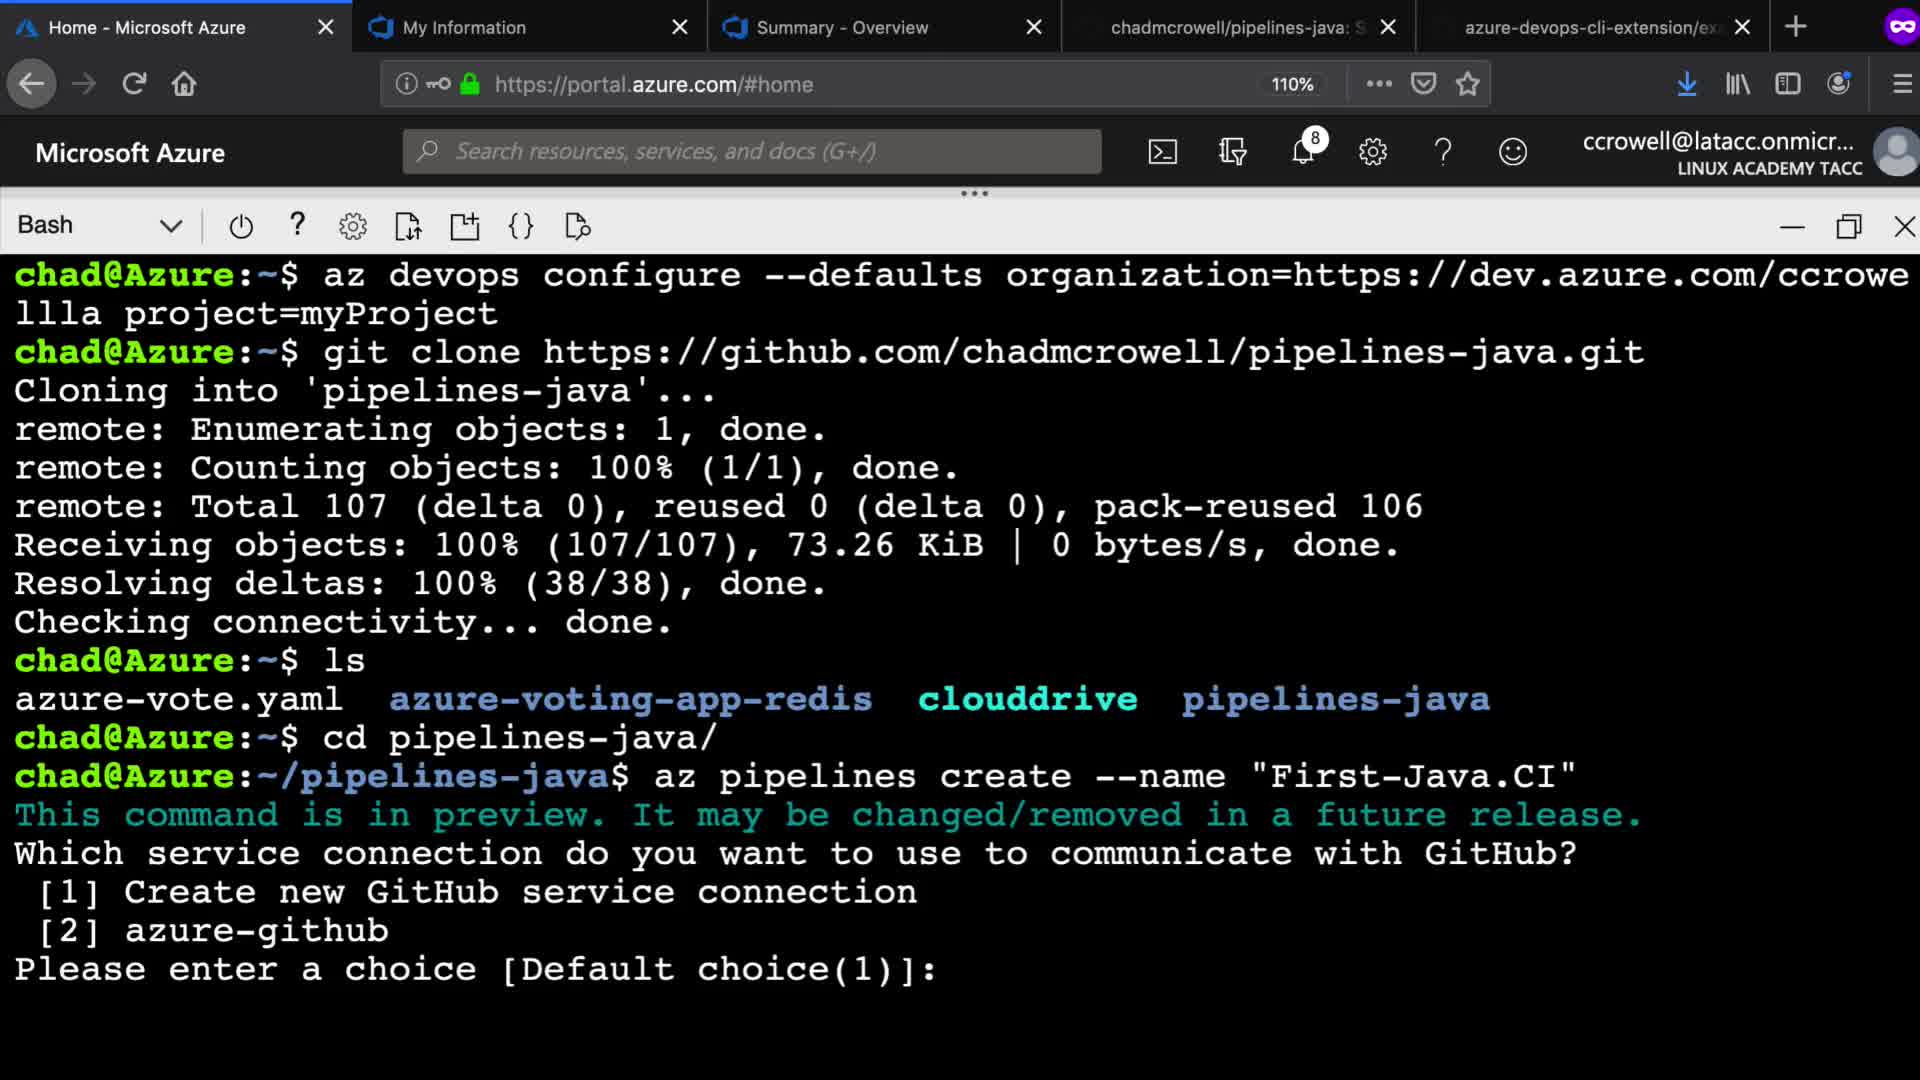 Home - Microsoft Azure
My Information
Summary - Overview
chadmcrowell/pipelines-java: S
azure-devops-cli-extension/ex
https://portal.azure.com/#home
110%
Microsoft Azure
Search resources, services, and docs (G+/)
8
ccrowell@latacc.onmicr...
LINUX ACADEMY TACC
Bash
chad@Azure:~$ az devops configure --defaults organization=https://dev.azure.com/ccrowe
llla project=myProject
chad@Azure:~$ git clone https://github.com/chadmcrowell/pipelines-java.git
Cloning into 'pipelines-java'...
remote: Enumerating objects: 1, done.
remote: Counting objects: 100% (1/1), done.
remote: Total 107 (delta 0), reused 0 (delta 0), pack-reused 106
Receiving objects: 100% (107/107), 73.26 KiB | 0 bytes/s, done.
Resolving deltas: 100% (38/38), done.
Checking connectivity... done.
chad@Azure:~$ ls
azure-vote.yaml  azure-voting-app-redis  clouddrive  pipelines-java
chad@Azure:~$ cd pipelines-java/
chad@Azure:~/pipelines-java$ az pipelines create --name "First-Java.CI"
This command is in preview. It may be changed/removed in a future release.
Which service connection do you want to use to communicate with GitHub?
[1] Create new GitHub service connection
[2] azure-github
Please enter a choice [Default choice(1)]: